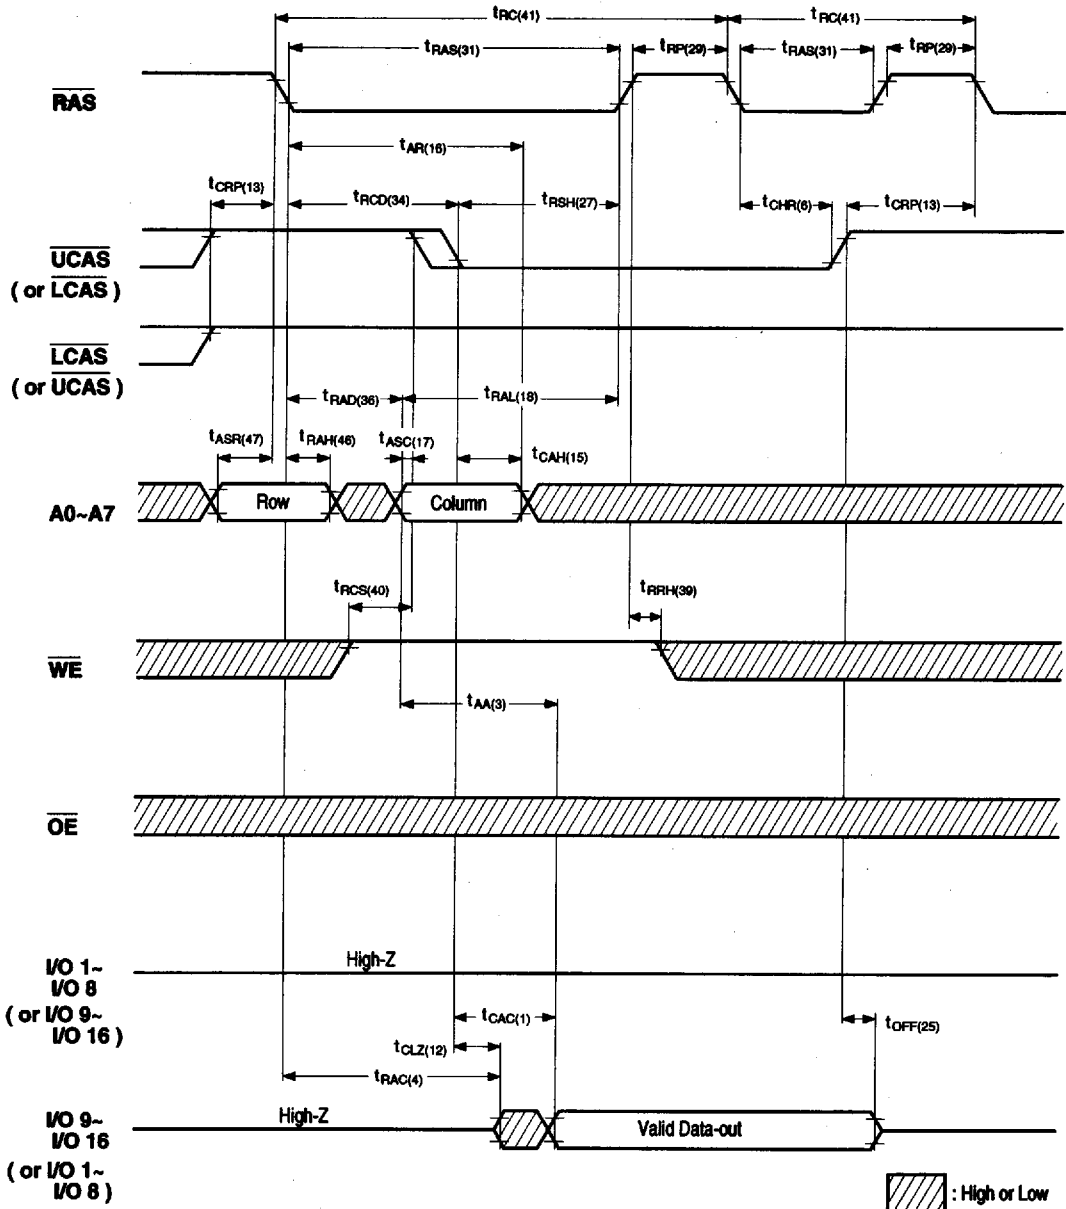 tRC(41) tRC(41)
tRAS(31) tRP(29) tRAS(31) tRP(29)
RAS
tAR(16)
tCRP(13) tRCD(34) tRSH(27) tCHR(6) tCRP(13)
UCAS
( or LCAS )
LCAS
( or UCAS )
tRAD(36) tRAL(18)
tASR(47) tRAH(46) tASC(17) tCAH(15)
A0~A7 Row Column
tRCS(40) tRRH(39)
WE
tAA(3)
OE
I/O 1~ High-Z
I/O 8
( or I/O 9~
I/O 16 )
tCAC(1) tOFF(25)
tCLZ(12)
tRAC(4)
I/O 9~ High-Z Valid Data-out
I/O 16
( or I/O 1~
I/O 8 )
: High or Low